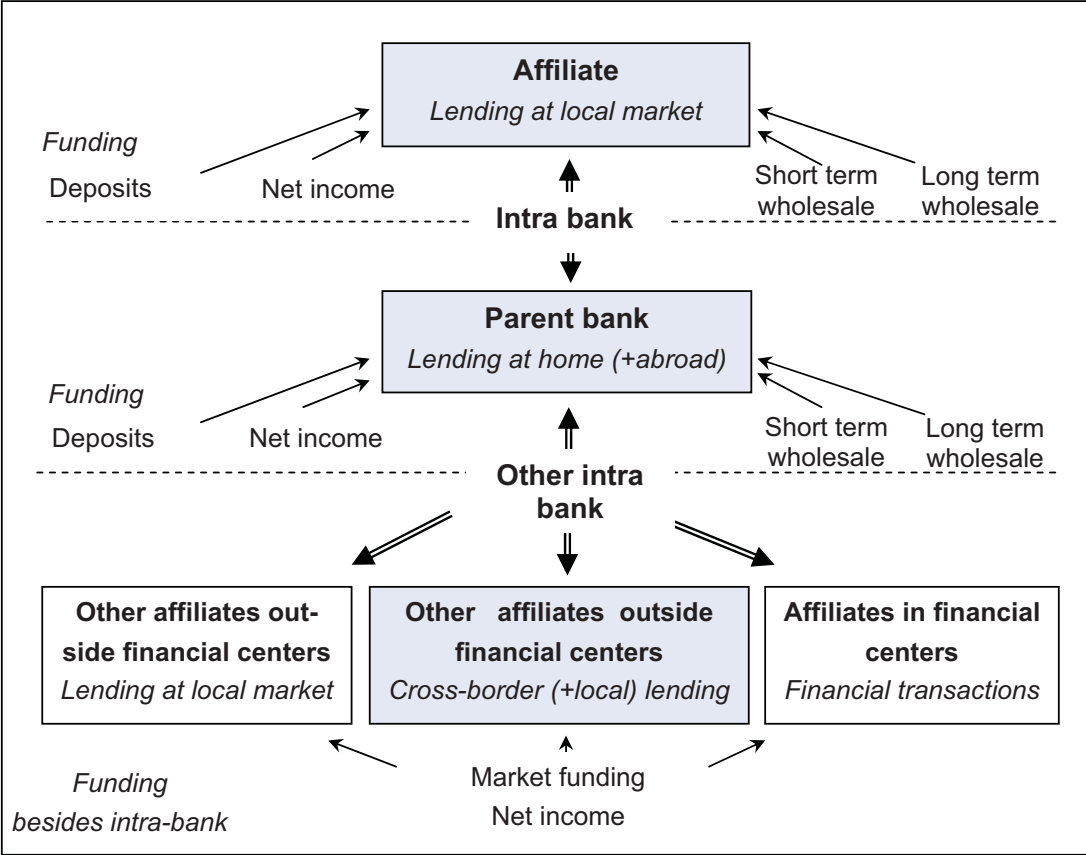 Affiliate
Lending at local market
Funding
Deposits
Net income
Short term
wholesale
Long term
wholesale
Intra bank
Parent bank
Lending at home (+abroad)
Funding
Deposits
Net income
Short term
wholesale
Long term
wholesale
Other intra
bank
Other affiliates out-
side financial centers
Lending at local market
Other affiliates outside
financial centers
Cross-border (+local) lending
Affiliates in financial
centers
Financial transactions
Funding
besides intra-bank
Market funding
Net income